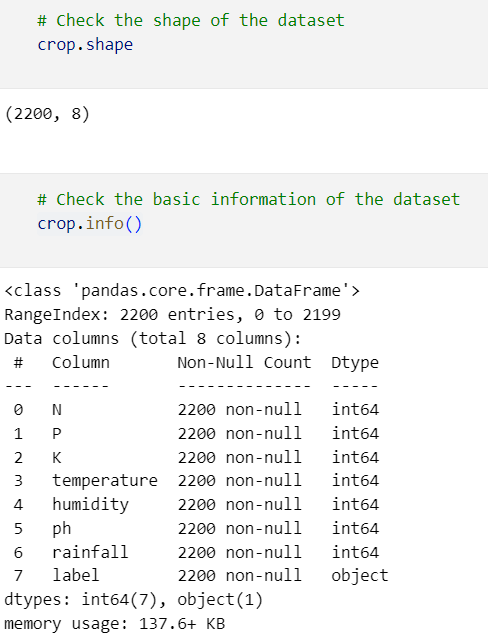 # Check the shape of the dataset
crop.shape
(2200, 8)
# Check the basic information of the dataset
crop.info()
<class 'pandas.core.frame.DataFrame'>
RangeIndex: 2200 entries, 0 to 2199
Data columns (total 8 columns):
 #   Column       Non-Null Count  Dtype
---  ------       --------------  -----
 0   N            2200 non-null   int64
 1   P            2200 non-null   int64
 2   K            2200 non-null   int64
 3   temperature  2200 non-null   int64
 4   humidity     2200 non-null   int64
 5   ph           2200 non-null   int64
 6   rainfall     2200 non-null   int64
 7   label        2200 non-null   object
dtypes: int64(7), object(1)
memory usage: 137.6+ KB